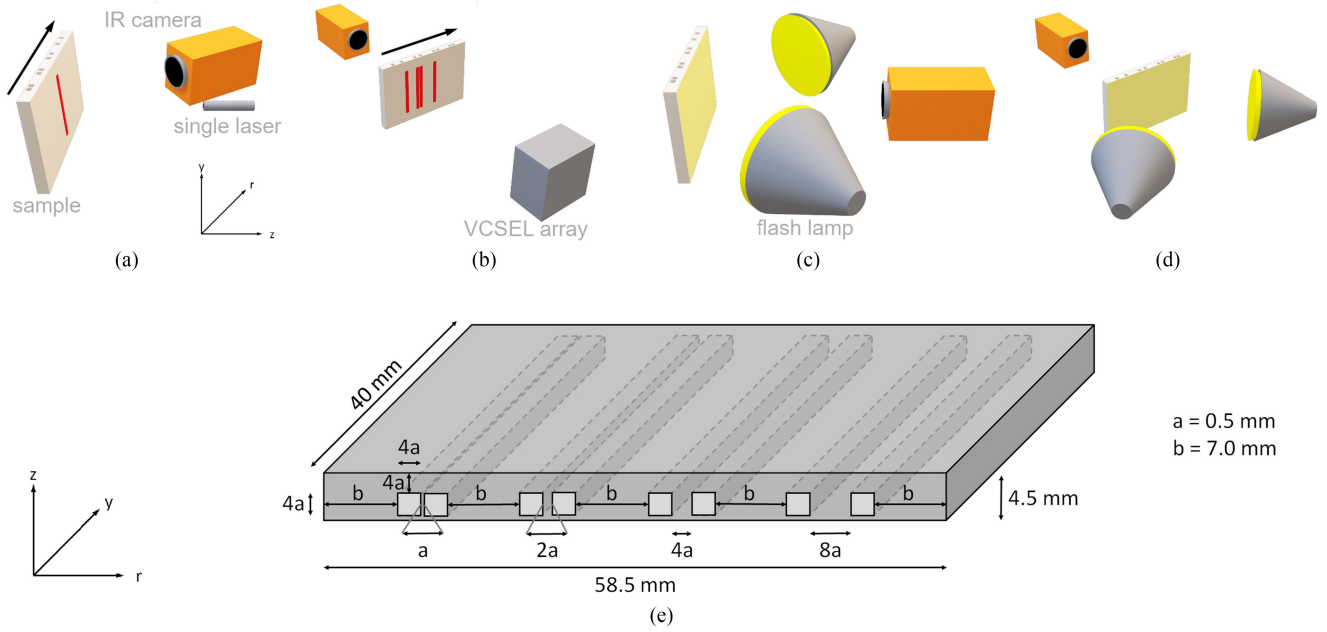 IR camera
single laser
sample
y
r
z
(a)
VCSEL array
(b)
flash lamp
(c)
(d)
40 mm
a = 0.5 mm
b = 7.0 mm
4a
4a
4a
b
b
b
b
b
4.5 mm
a
2a
4a
8a
58.5 mm
z
y
r
(e)